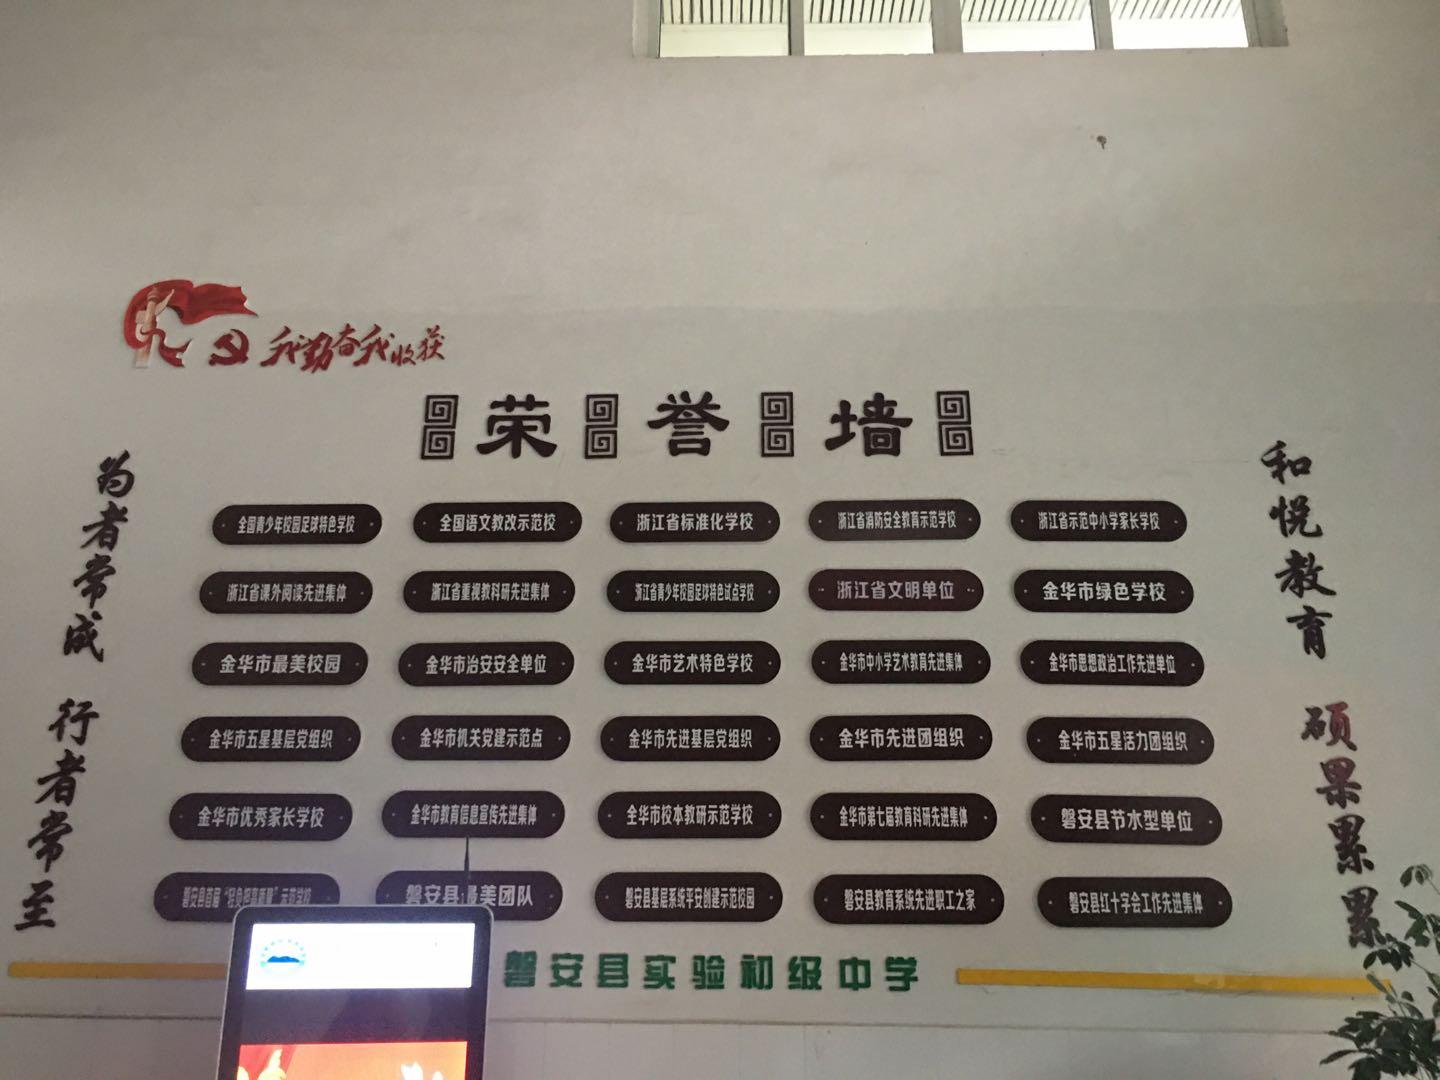 我勤奋我收获
荣誉墙
为者常成 行者常至
和悦教育 硕果累累
全国青少年校园足球特色学校
全国语文教改示范校
浙江省标准化学校
浙江省消防安全教育示范学校
浙江省示范中小学家长学校
浙江省课外阅读先进集体
浙江省重视教科研先进集体
浙江省青少年校园足球特色试点学校
浙江省文明单位
金华市绿色学校
金华市最美校园
金华市治安安全单位
金华市艺术特色学校
金华市中小学艺术教育先进集体
金华市思想政治工作先进单位
金华市五星基层党组织
金华市机关党建示范点
金华市先进基层党组织
金华市先进团组织
金华市五星活力团组织
金华市优秀家长学校
金华市教育信息宣传先进集体
金华市校本教研示范学校
金华市第七届教育科研先进集体
磐安县节水型单位
磐安县首届“轻负担高质量”示范学校
磐安县最美团队
磐安县基层系统平安创建示范校园
磐安县教育系统先进职工之家
磐安县红十字会工作先进集体
磐安县实验初级中学